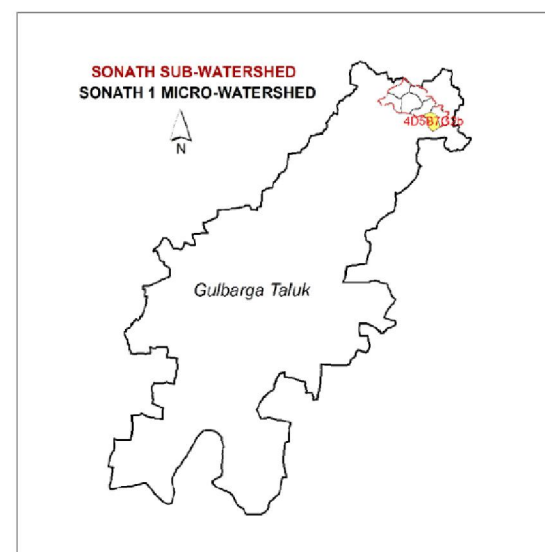 SONATH SUB-WATERSHED
SONATH 1 MICRO-WATERSHED
N
Gulbarga Taluk